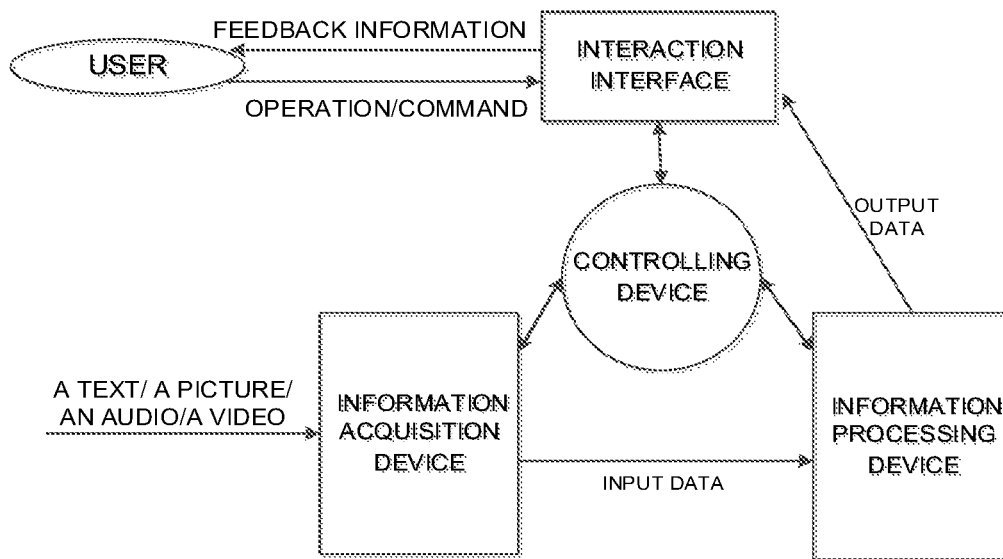 FEEDBACK INFORMATION
USER
OPERATION/COMMAND
INTERACTION
INTERFACE
OUTPUT
DATA
CONTROLLING
DEVICE
A TEXT/ A PICTURE/
AN AUDIO/A VIDEO
INFORMATION
ACQUISITION
DEVICE
INPUT DATA
INFORMATION
PROCESSING
DEVICE